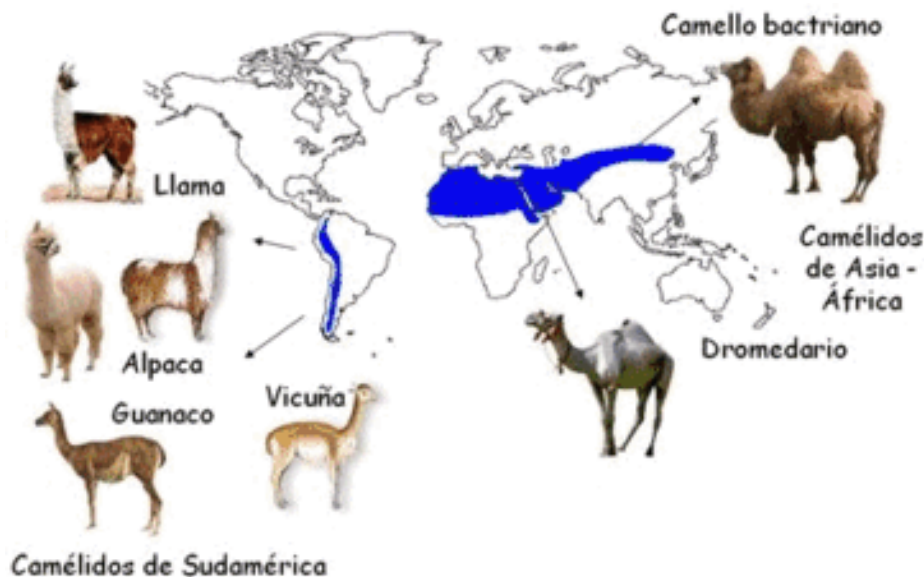 Camello bactriano
Llama
Camélidos
de Asia -
África
Dromedario
Alpaca
Guanaco
Vicuña
Camélidos de Sudamérica